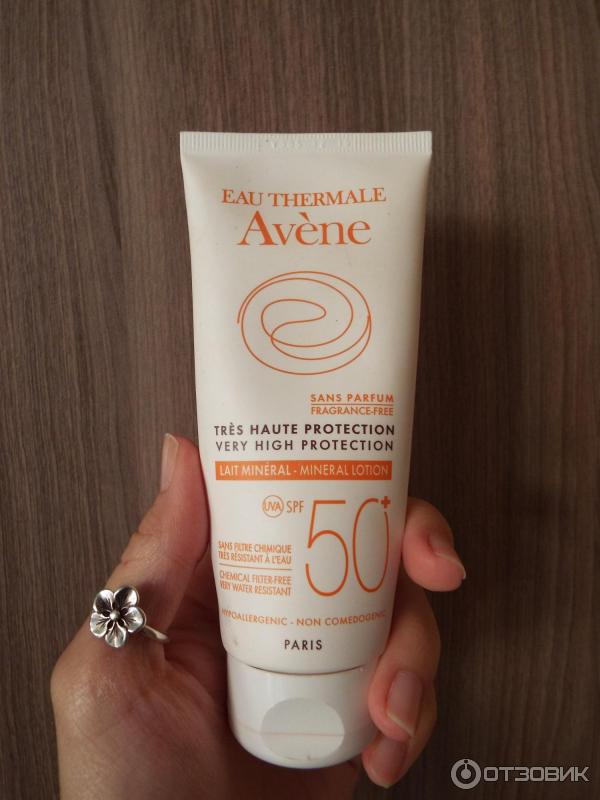 EAU THERMALE
Avène
SANS PARFUM
FRAGRANCE-FREE
TRÈS HAUTE PROTECTION
VERY HIGH PROTECTION
LAIT MINÉRAL - MINERAL LOTION
UVA SPF 50+
SANS FILTRE CHIMIQUE
TRÈS RÉSISTANT À L'EAU
CHEMICAL FILTER-FREE
VERY WATER RESISTANT
HYPOALLERGENIC - NON COMEDOGENIC
PARIS
ОТЗОВИК